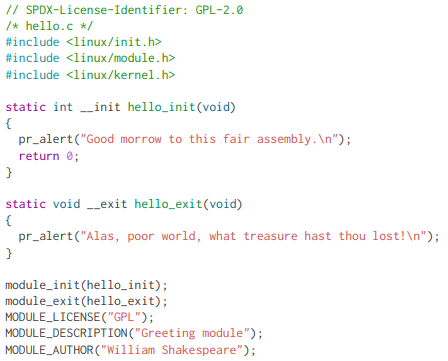 // SPDX-License-Identifier: GPL-2.0
/* hello.c */
#include <linux/init.h>
#include <linux/module.h>
#include <linux/kernel.h>

static int __init hello_init(void)
{
  pr_alert("Good morrow to this fair assembly.\n");
  return 0;
}

static void __exit hello_exit(void)
{
  pr_alert("Alas, poor world, what treasure hast thou lost!\n");
}

module_init(hello_init);
module_exit(hello_exit);
MODULE_LICENSE("GPL");
MODULE_DESCRIPTION("Greeting module");
MODULE_AUTHOR("William Shakespeare");